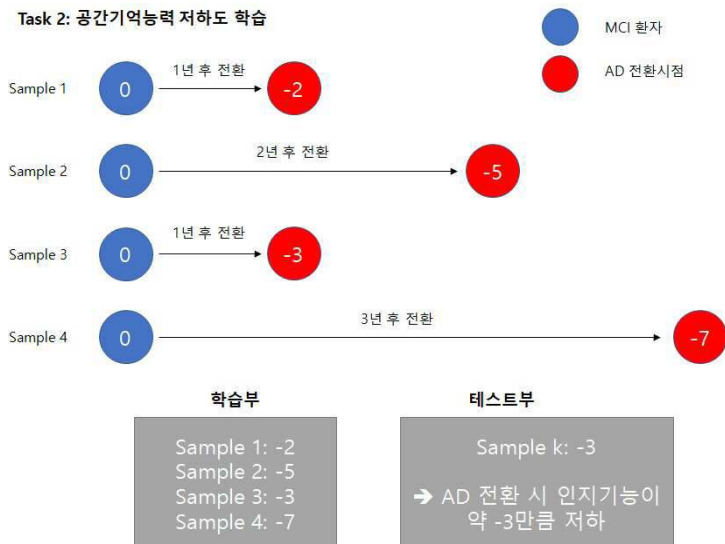 Task 2: 공간기억능력 저하도 학습
MCI 환자
AD 전환시점
Sample 1
0
1년 후 전환
-2
Sample 2
0
2년 후 전환
-5
Sample 3
0
1년 후 전환
-3
Sample 4
0
3년 후 전환
-7
학습부
Sample 1: -2
Sample 2: -5
Sample 3: -3
Sample 4: -7
테스트부
Sample k: -3
➔ AD 전환 시 인지기능이
약 -3만큼 저하